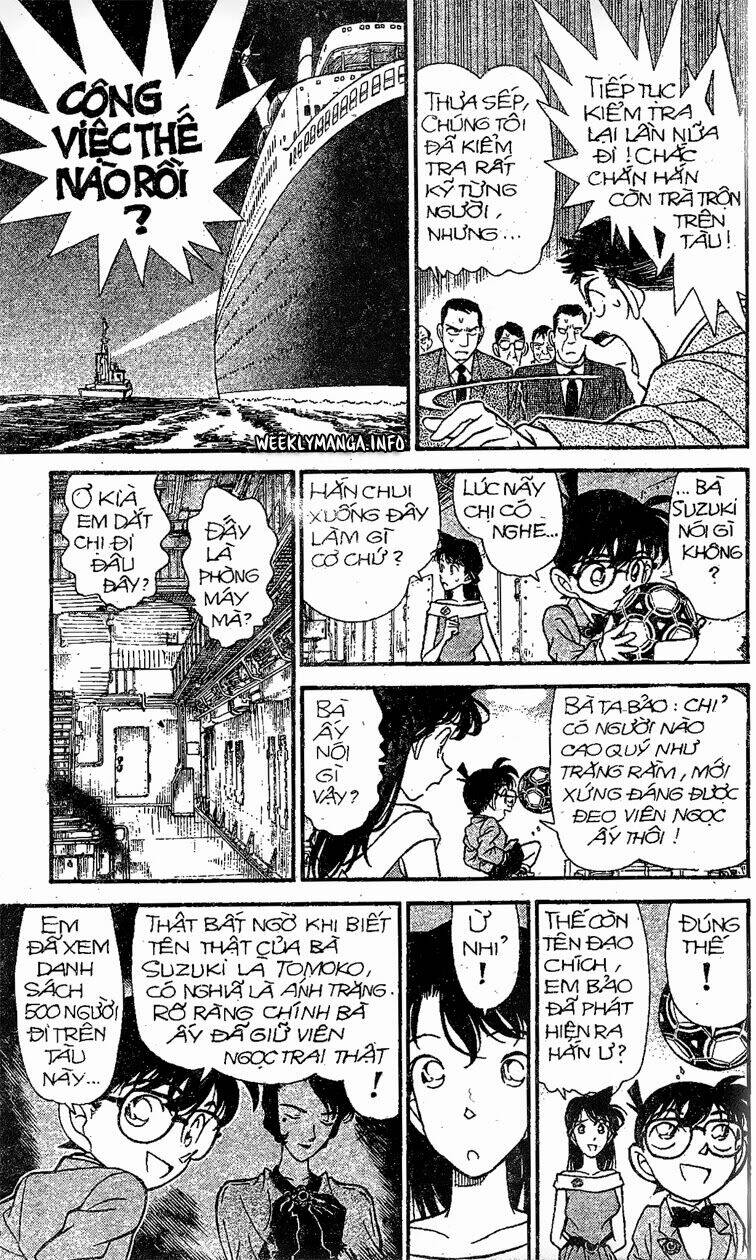 CÔNG
VIỆC THẾ
NÀO RỒI
?
WEEKLYMANGA.INFO
THƯA SẾP,
CHÚNG TÔI
ĐÃ KIỂM
TRA RẤT
KỸ TỪNG
NGƯỜI,
NHƯNG...
TIẾP TỤC
KIỂM TRA
LẠI LẦN NỮA
ĐI! CHẮC
CHẮN HẮN
CÒN TRÀ TRỘN
TRÊN
TÀU!
Ơ KÌA
EM DẮT
CHỊ ĐI
ĐÂU
ĐÂY?
ĐÂY
LÀ
PHÒNG
MÁY
MÀ?
HẮN CHUI
XUỐNG ĐÂY
LÀM GÌ
CƠ CHỨ?
LÚC NÃY
CHỊ CÓ
NGHE...
...BÀ
SUZUKI
NÓI GÌ
KHÔNG
?
BÀ
ẤY
NÓI
GÌ
VẬY?
BÀ TA BẢO: CHỈ
CÓ NGƯỜI NÀO
CAO QUÝ NHƯ
TRĂNG RẰM, MỚI
XỨNG ĐÁNG ĐƯỢC
ĐEO VIÊN NGỌC
ẤY THÔI!
EM
ĐÃ XEM
DANH
SÁCH
500 NGƯỜI
ĐI TRÊN
TÀU
NÀY...
THẬT BẤT NGỜ KHI BIẾT
TÊN THẬT CỦA BÀ
SUZUKI LÀ TOMOKO,
CÓ NGHĨA LÀ ÁNH TRĂNG.
RÕ RÀNG CHÍNH BÀ
ẤY ĐÃ GIỮ VIÊN
NGỌC TRAI THẬT
!
Ừ
NHỈ
!
THẾ CÒN
TÊN ĐẠO
CHÍCH,
EM BẢO
ĐÃ PHÁT
HIỆN RA
HẮN Ư?
ĐÚNG
THẾ
!